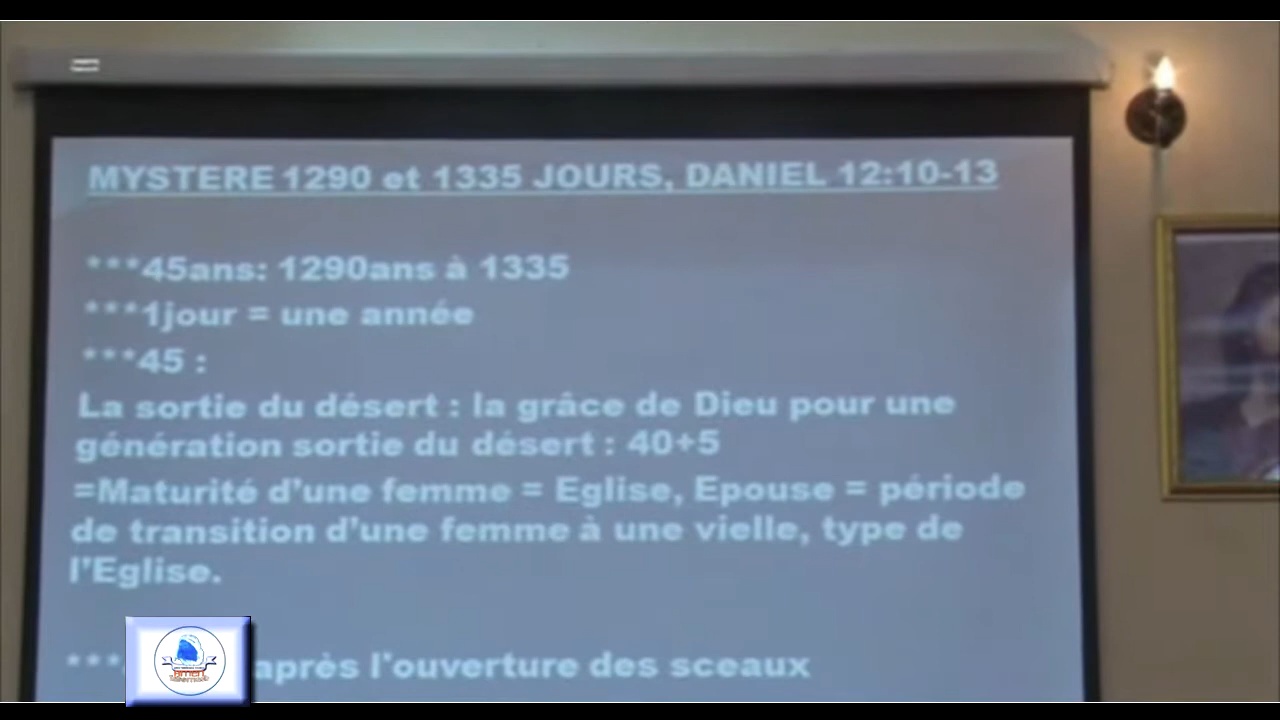 MYSTERE 1290 et 1335 JOURS, DANIEL 12:10-13
***45ans: 1290ans à 1335
***1jour = une année
***45 :
La sortie du désert : la grâce de Dieu pour une
génération sortie du désert : 40+5
=Maturité d'une femme = Eglise, Epouse = période
de transition d'une femme à une vielle, type de
l'Eglise.
*** après l'ouverture des sceaux